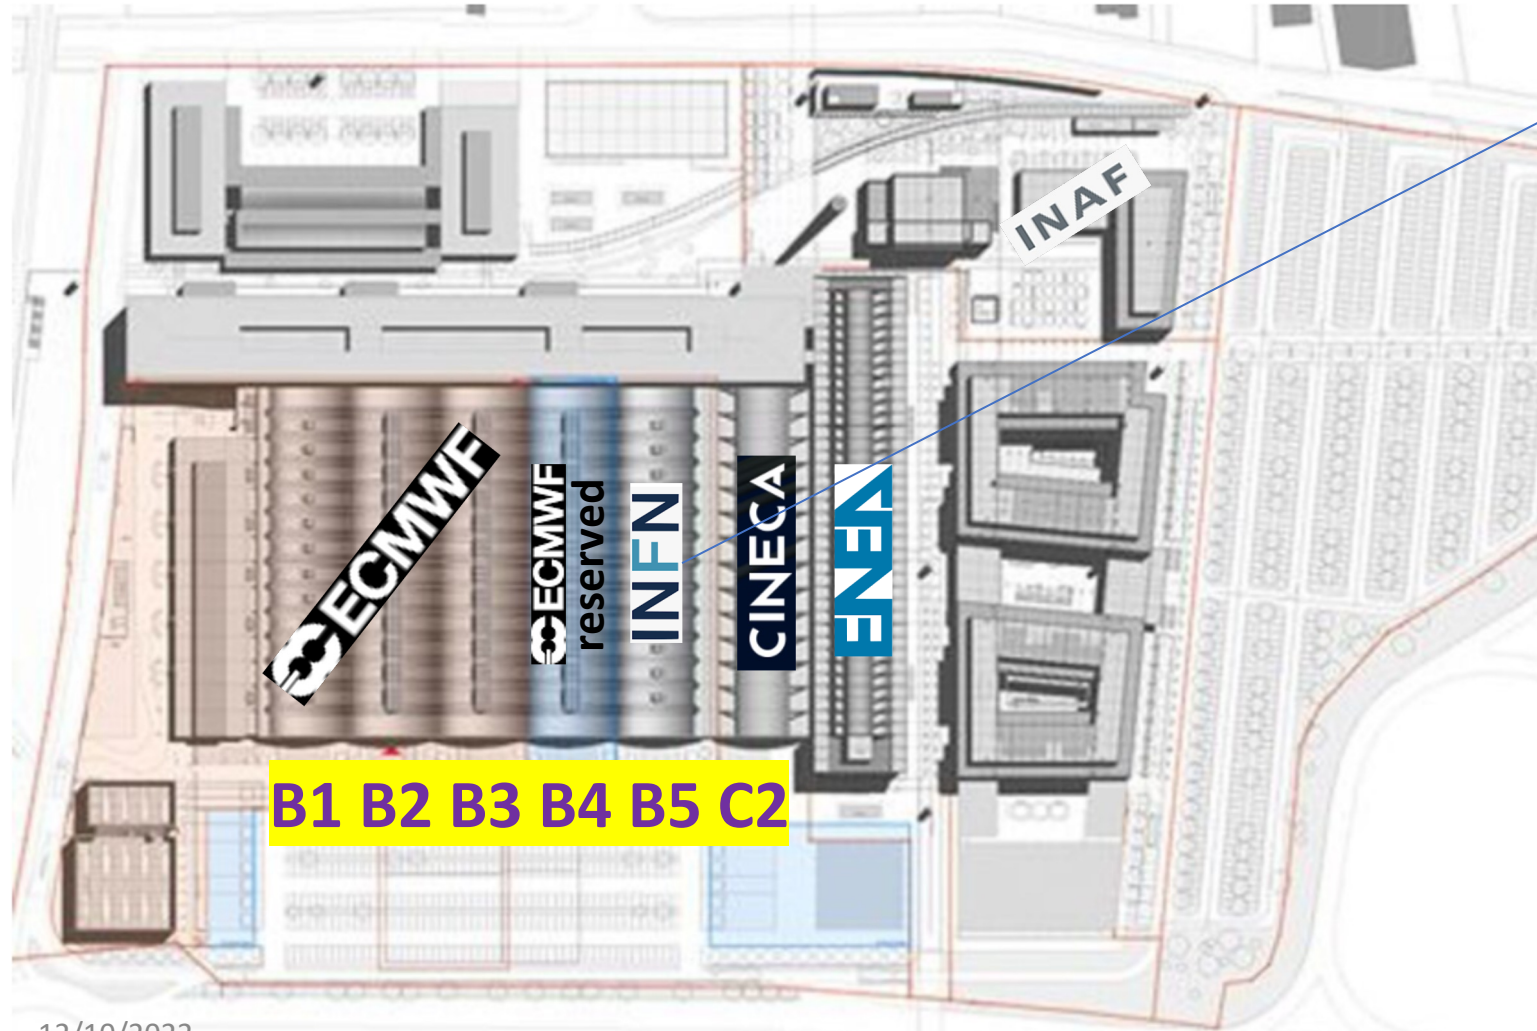 INAF
ECMWF
ECMWF
reserved
INFN
CINECA
ENEA
B1 B2 B3 B4 B5 C2